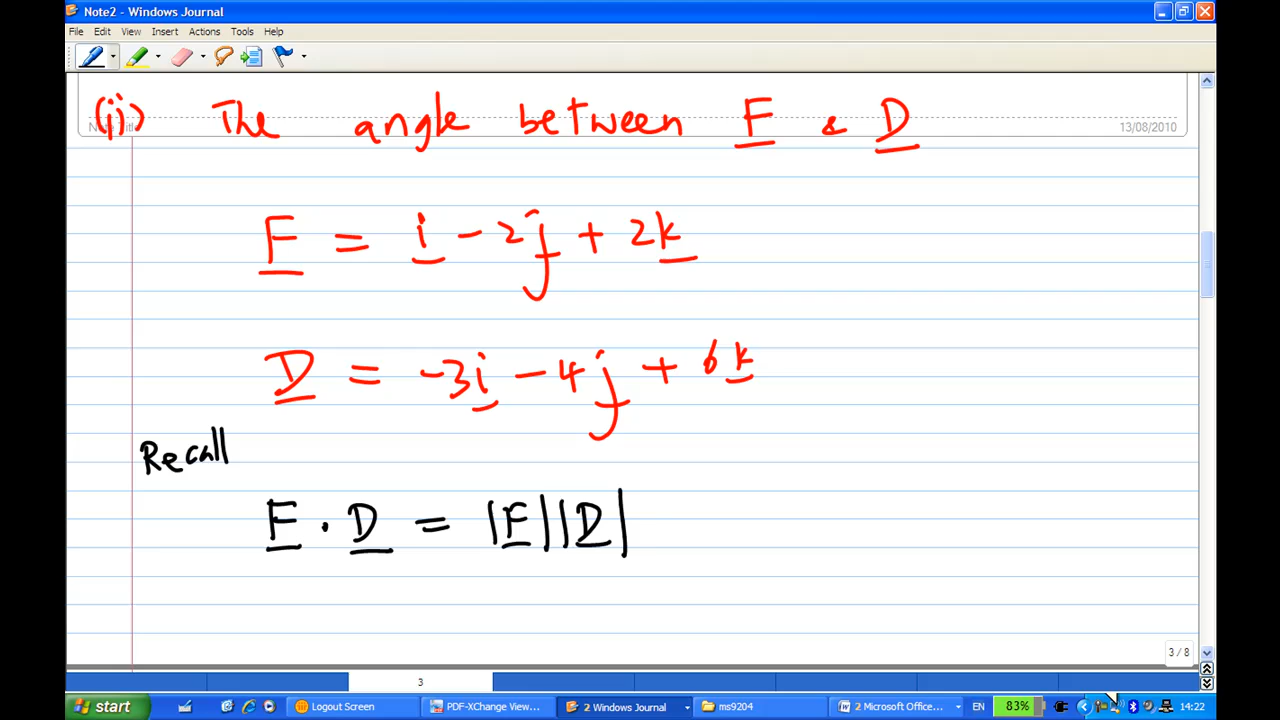 Note2 - Windows Journal
File Edit View Insert Actions Tools Help
(ii) The angle between F & D
13/08/2010
F = i - 2j + 2k
D = -3i - 4j + 6k
Recall
F · D = |F||D|
3 / 8
3
start Logout Screen PDF-XChange View... 2 Windows Journal ms9204 2 Microsoft Office... EN 83% 14:22